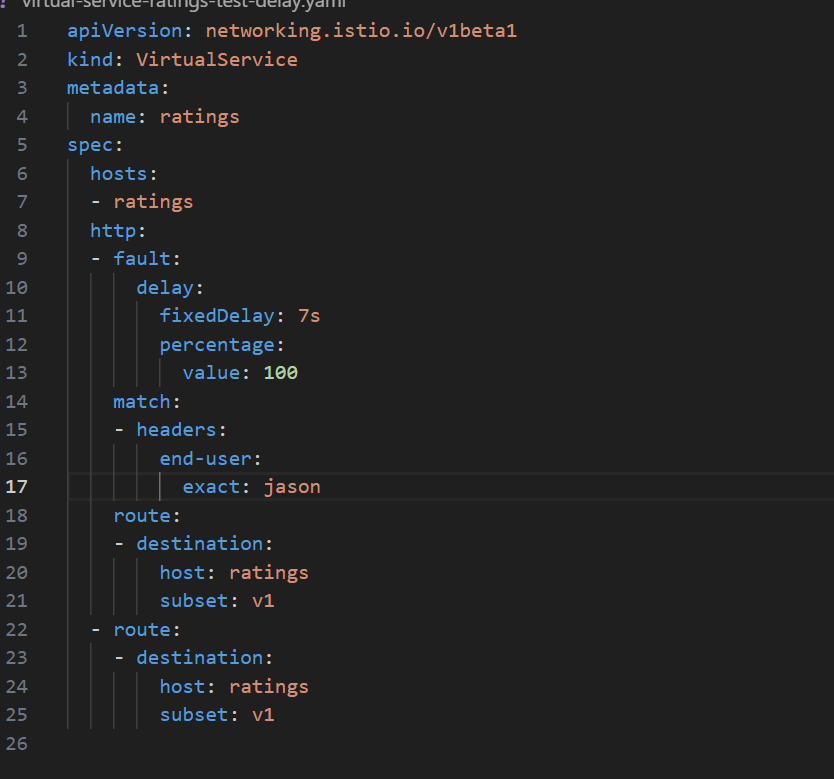 virtual-service-ratings-test-delay.yaml
1 apiVersion: networking.istio.io/v1beta1
2 kind: VirtualService
3 metadata:
4   name: ratings
5 spec:
6   hosts:
7   - ratings
8   http:
9   - fault:
10       delay:
11         fixedDelay: 7s
12         percentage:
13           value: 100
14     match:
15     - headers:
16         end-user:
17           exact: jason
18     route:
19     - destination:
20         host: ratings
21         subset: v1
22   - route:
23     - destination:
24         host: ratings
25         subset: v1
26